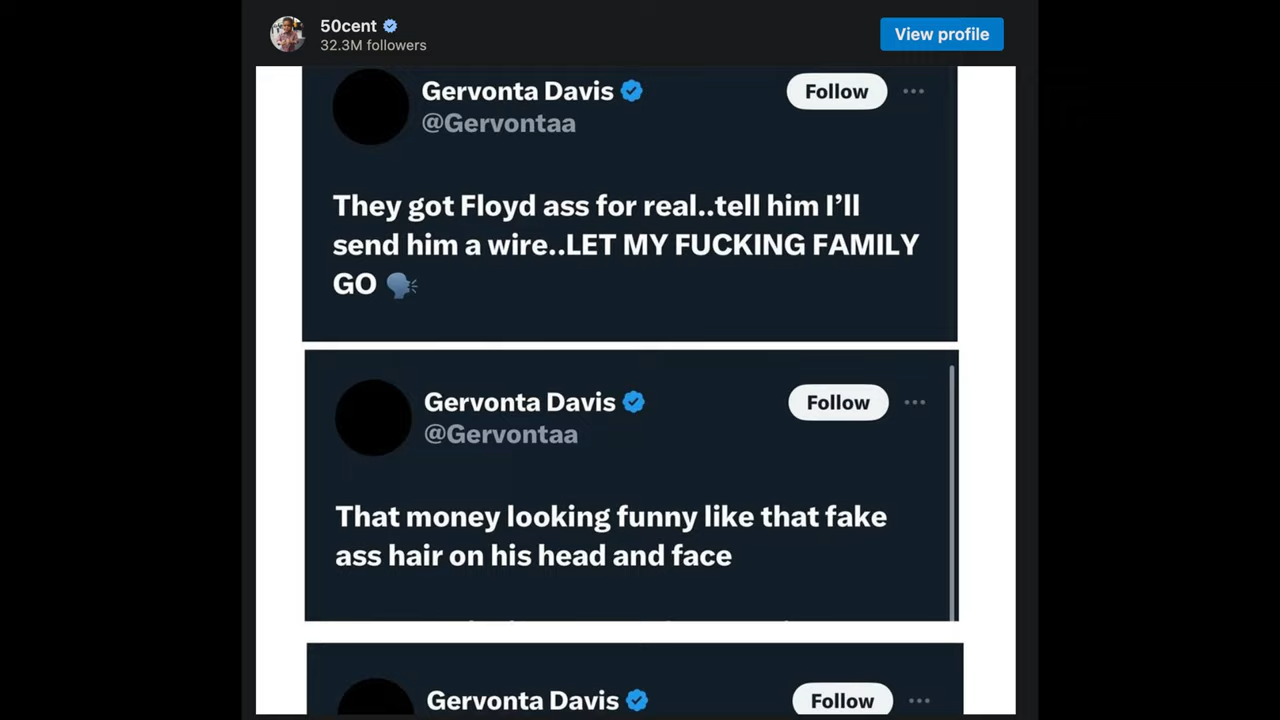 50cent
32.3M followers
View profile
Gervonta Davis
Follow
@Gervontaa
They got Floyd ass for real..tell him I’ll
send him a wire..LET MY FUCKING FAMILY
GO
Gervonta Davis
Follow
@Gervontaa
That money looking funny like that fake
ass hair on his head and face
Gervonta Davis
Follow